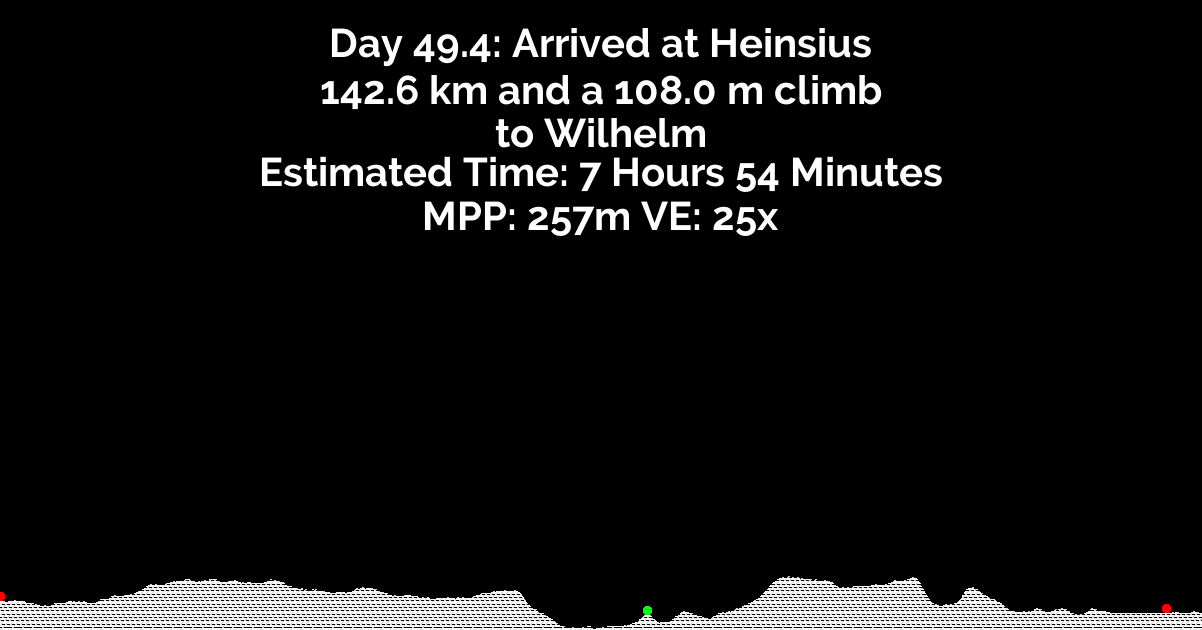 Day 49.4: Arrived at Heinsius
142.6 km and a 108.0 m climb
to Wilhelm
Estimated Time: 7 Hours 54 Minutes
MPP: 257m VE: 25x